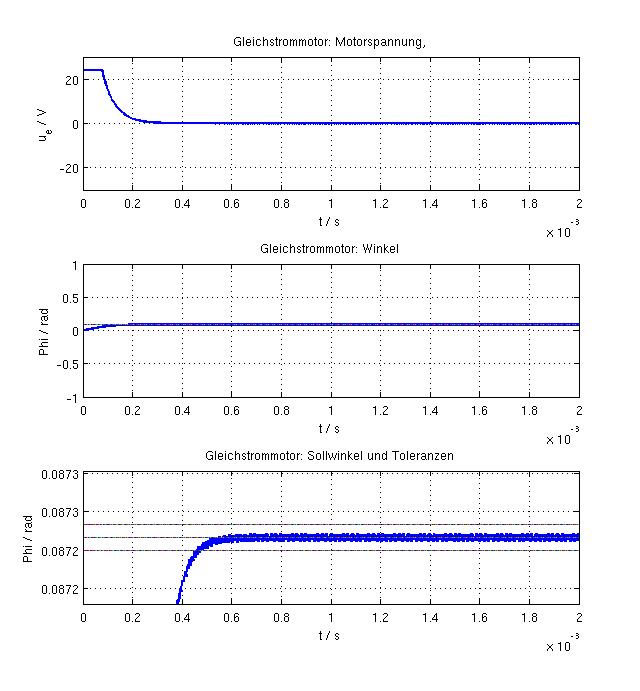 Gleichstrommotor: Motorspannung,
20
0
-20
u_e / V
0 0.2 0.4 0.6 0.8 1 1.2 1.4 1.6 1.8 2
t / s
x 10^-3
Gleichstrommotor: Winkel
1
0.5
0
-0.5
-1
Phi / rad
0 0.2 0.4 0.6 0.8 1 1.2 1.4 1.6 1.8 2
t / s
x 10^-3
Gleichstrommotor: Sollwinkel und Toleranzen
0.0873
0.0873
0.0872
0.0872
Phi / rad
0 0.2 0.4 0.6 0.8 1 1.2 1.4 1.6 1.8 2
t / s
x 10^-3